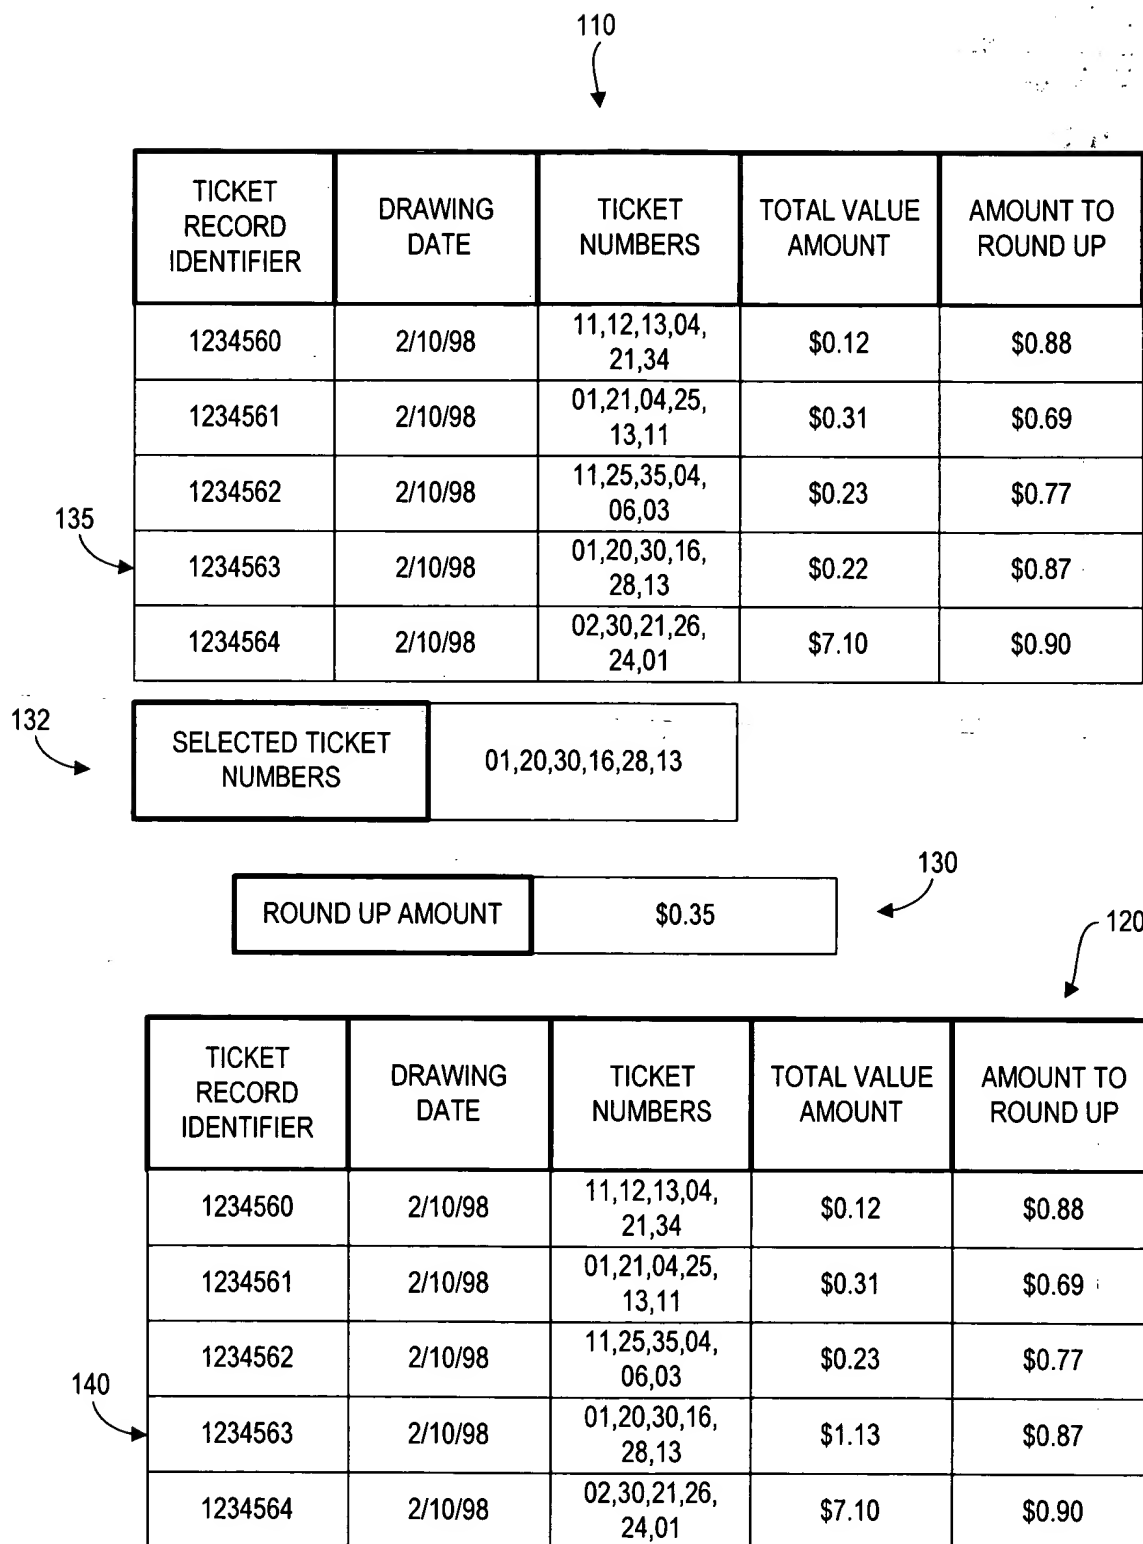 110
TICKET
RECORD
IDENTIFIER
DRAWING
DATE
TICKET
NUMBERS
TOTAL VALUE
AMOUNT
AMOUNT TO
ROUND UP
1234560
2/10/98
11,12,13,04,
21,34
$0.12
$0.88
1234561
2/10/98
01,21,04,25,
13,11
$0.31
$0.69
1234562
2/10/98
11,25,35,04,
06,03
$0.23
$0.77
135
1234563
2/10/98
01,20,30,16,
28,13
$0.22
$0.87
1234564
2/10/98
02,30,21,26,
24,01
$7.10
$0.90
132
SELECTED TICKET
NUMBERS
01,20,30,16,28,13
130
ROUND UP AMOUNT
$0.35
120
TICKET
RECORD
IDENTIFIER
DRAWING
DATE
TICKET
NUMBERS
TOTAL VALUE
AMOUNT
AMOUNT TO
ROUND UP
1234560
2/10/98
11,12,13,04,
21,34
$0.12
$0.88
1234561
2/10/98
01,21,04,25,
13,11
$0.31
$0.69
1234562
2/10/98
11,25,35,04,
06,03
$0.23
$0.77
140
1234563
2/10/98
01,20,30,16,
28,13
$1.13
$0.87
1234564
2/10/98
02,30,21,26,
24,01
$7.10
$0.90